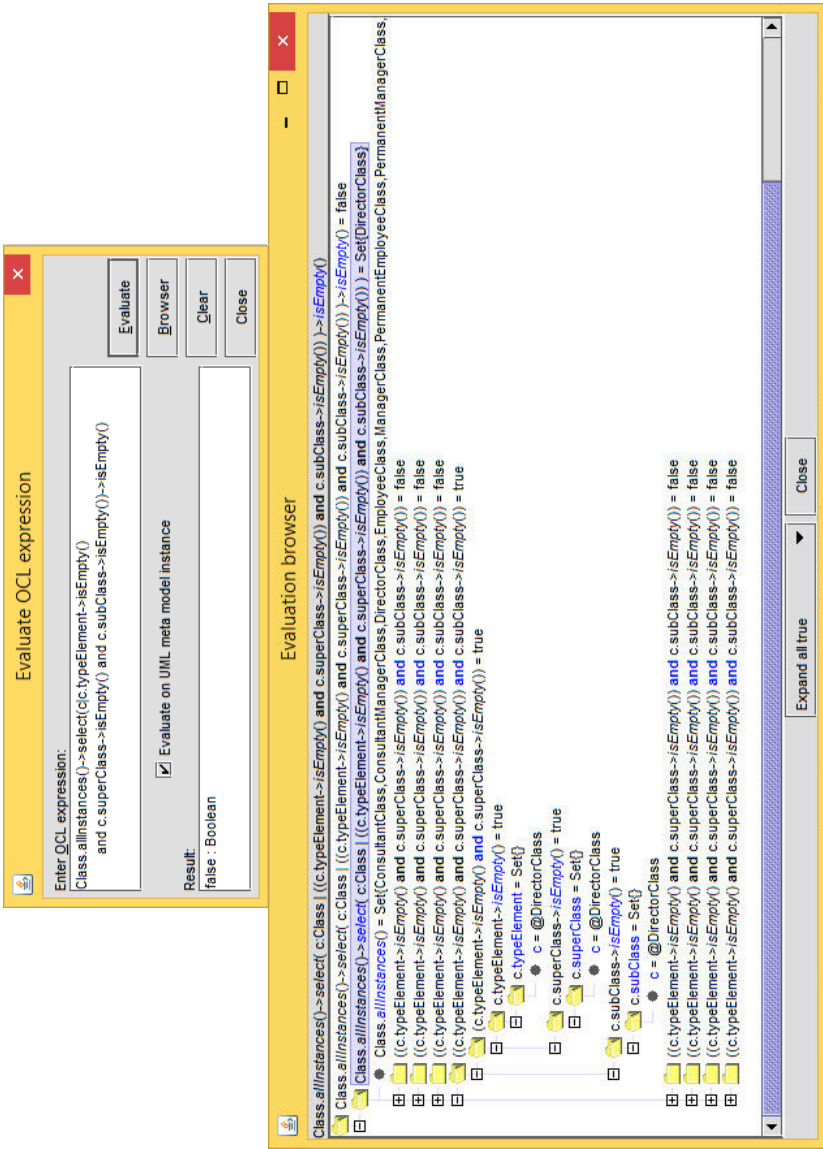 Evaluate OCL expression
Enter OCL expression:
Class.allInstances()->select(c|c.typeElement->isEmpty()
and c.superClass->isEmpty() and c.subClass->isEmpty())->isEmpty()
Evaluate
Browser
Clear
Close
Evaluate on UML meta model instance
Result:
false : Boolean
Evaluation browser
Class.allInstances()->select( c:Class | ((c.typeElement->isEmpty() and c.superClass->isEmpty()) and c.subClass->isEmpty()) )->isEmpty()
Class.allInstances()->select( c:Class | ((c.typeElement->isEmpty() and c.superClass->isEmpty()) and c.subClass->isEmpty()) )->isEmpty() = false
Class.allInstances()->select( c:Class | ((c.typeElement->isEmpty() and c.superClass->isEmpty()) and c.subClass->isEmpty()) ) = Set{DirectorClass}
Class.allInstances() = Set{ConsultantClass,ConsultantManagerClass,DirectorClass,EmployeeClass,ManagerClass,PermanentEmployeeClass,PermanentManagerClass,
((c.typeElement->isEmpty() and c.superClass->isEmpty()) and c.subClass->isEmpty()) = false
((c.typeElement->isEmpty() and c.superClass->isEmpty()) and c.subClass->isEmpty()) = false
((c.typeElement->isEmpty() and c.superClass->isEmpty()) and c.subClass->isEmpty()) = false
((c.typeElement->isEmpty() and c.superClass->isEmpty()) and c.subClass->isEmpty()) = true
(c.typeElement->isEmpty() and c.superClass->isEmpty()) = true
c.typeElement->isEmpty() = true
c.typeElement = Set{}
c = @DirectorClass
c.superClass->isEmpty() = true
c.superClass = Set{}
c = @DirectorClass
c.subClass->isEmpty() = true
c.subClass = Set{}
c = @DirectorClass
((c.typeElement->isEmpty() and c.superClass->isEmpty()) and c.subClass->isEmpty()) = false
((c.typeElement->isEmpty() and c.superClass->isEmpty()) and c.subClass->isEmpty()) = false
((c.typeElement->isEmpty() and c.superClass->isEmpty()) and c.subClass->isEmpty()) = false
((c.typeElement->isEmpty() and c.superClass->isEmpty()) and c.subClass->isEmpty()) = false
Expand all true
Close